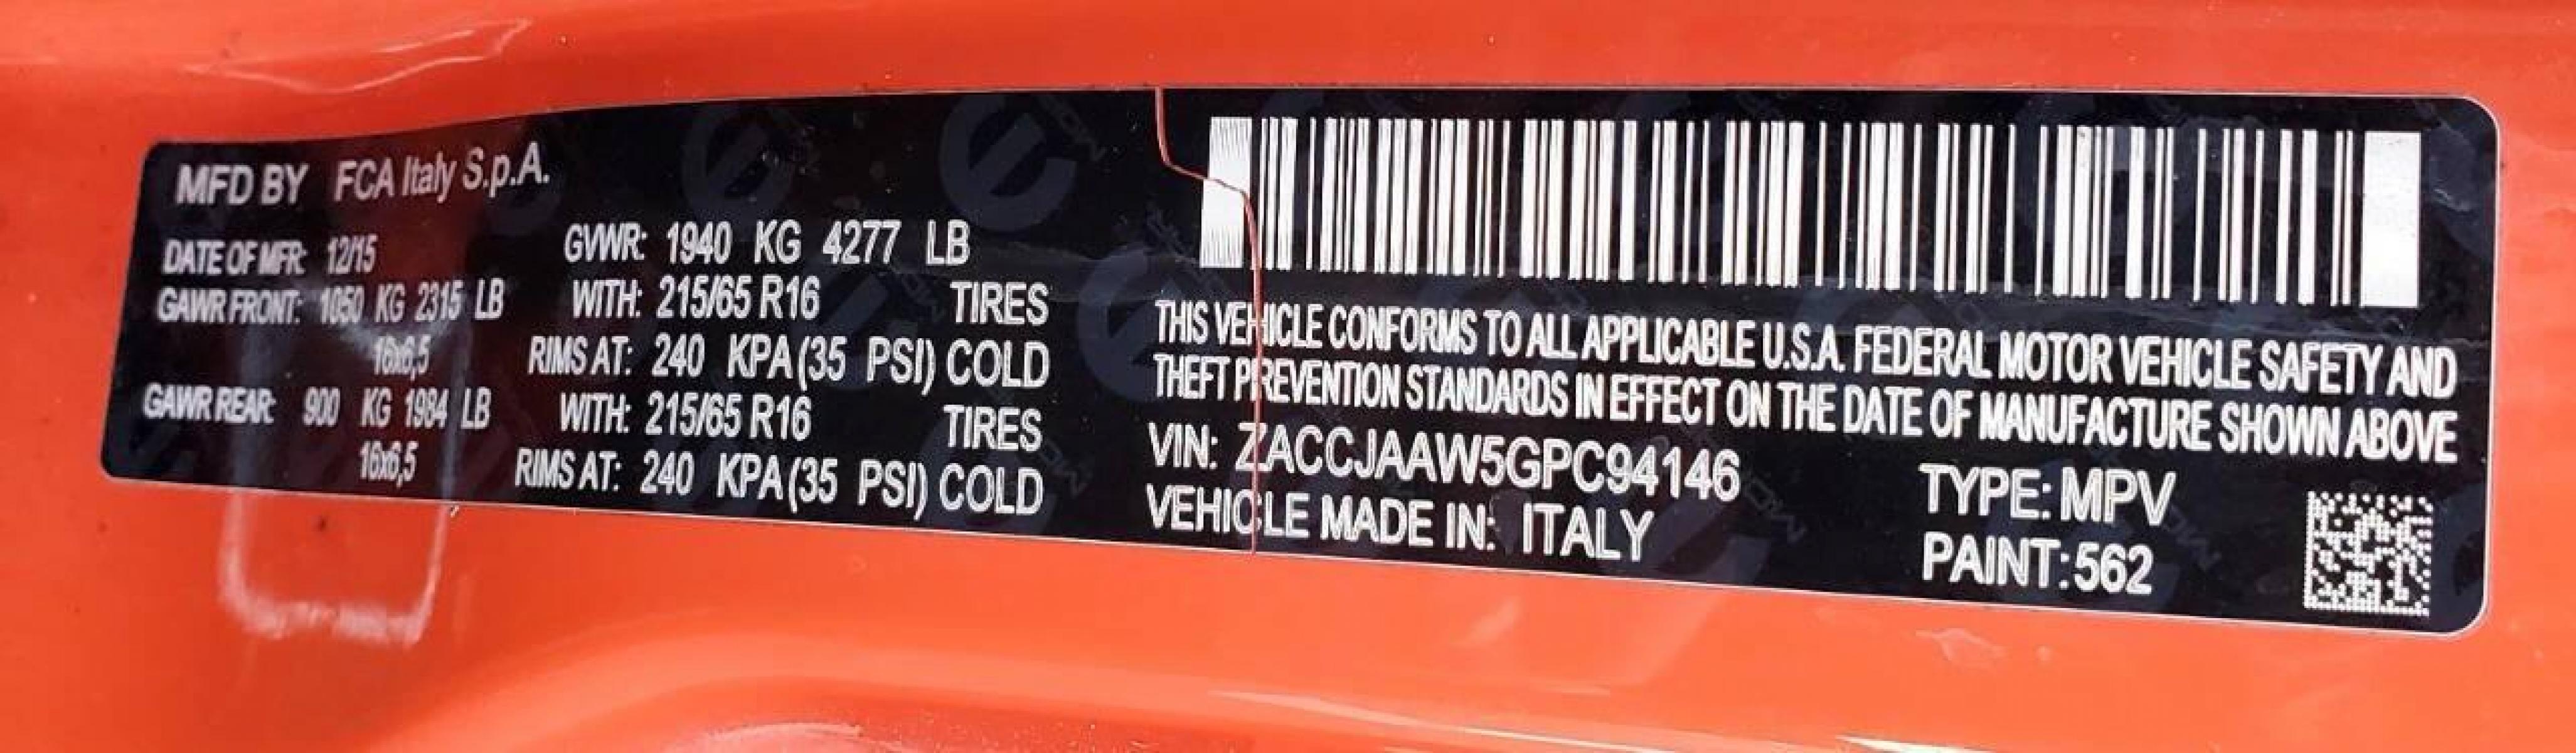 MFD BY FCA Italy S.p.A.
DATE OF MFR: 12/15 GVWR: 1940 KG 4277 LB
GAWR FRONT: 1050 KG 2315 LB WITH: 215/65 R16 TIRES
16x6,5 RIMS AT: 240 KPA (35 PSI) COLD
GAWR REAR: 900 KG 1984 LB WITH: 215/65 R16 TIRES
16x6,5 RIMS AT: 240 KPA (35 PSI) COLD
THIS VEHICLE CONFORMS TO ALL APPLICABLE U.S.A. FEDERAL MOTOR VEHICLE SAFETY AND
THEFT PREVENTION STANDARDS IN EFFECT ON THE DATE OF MANUFACTURE SHOWN ABOVE
VIN: ZACCJAAW5GPC94146 TYPE: MPV
VEHICLE MADE IN: ITALY PAINT: 562